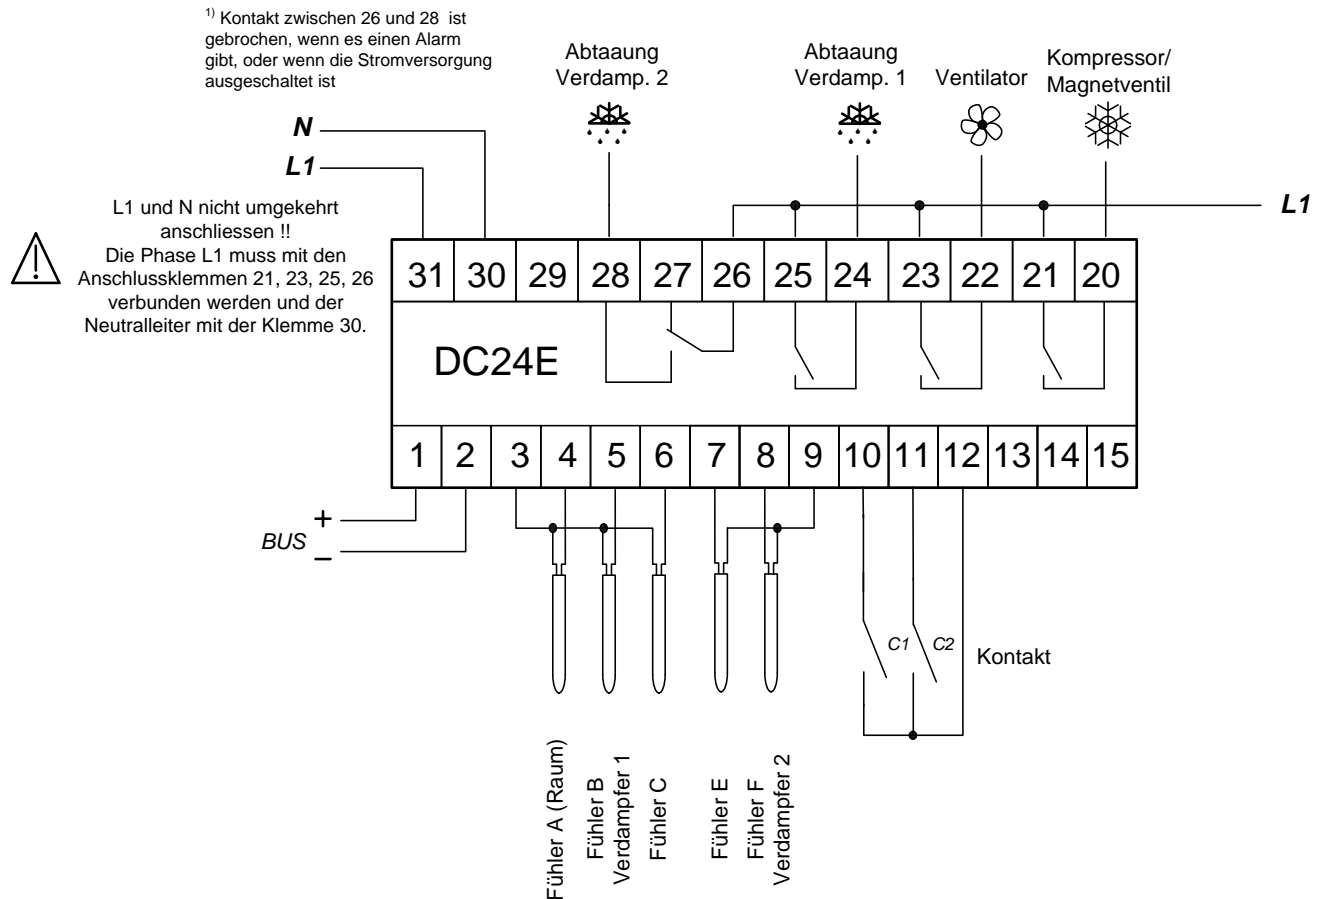 1) Kontakt zwischen 26 und 28 ist
gebrochen, wenn es einen Alarm
gibt, oder wenn die Stromversorgung
ausgeschaltet ist
Abtaaung
Verdamp. 2
Abtaaung
Verdamp. 1
Ventilator
Kompressor/
Magnetventil
N
L1
L1
L1 und N nicht umgekehrt
anschliessen !!
Die Phase L1 muss mit den
Anschlussklemmen 21, 23, 25, 26
verbunden werden und der
Neutralleiter mit der Klemme 30.
31 30 29 28 27 26 25 24 23 22 21 20
DC24E
1 2 3 4 5 6 7 8 9 10 11 12 13 14 15
+
BUS
–
C1
C2
Kontakt
Fühler A (Raum)
Fühler B
Verdampfer 1
Fühler C
Fühler E
Fühler F
Verdampfer 2